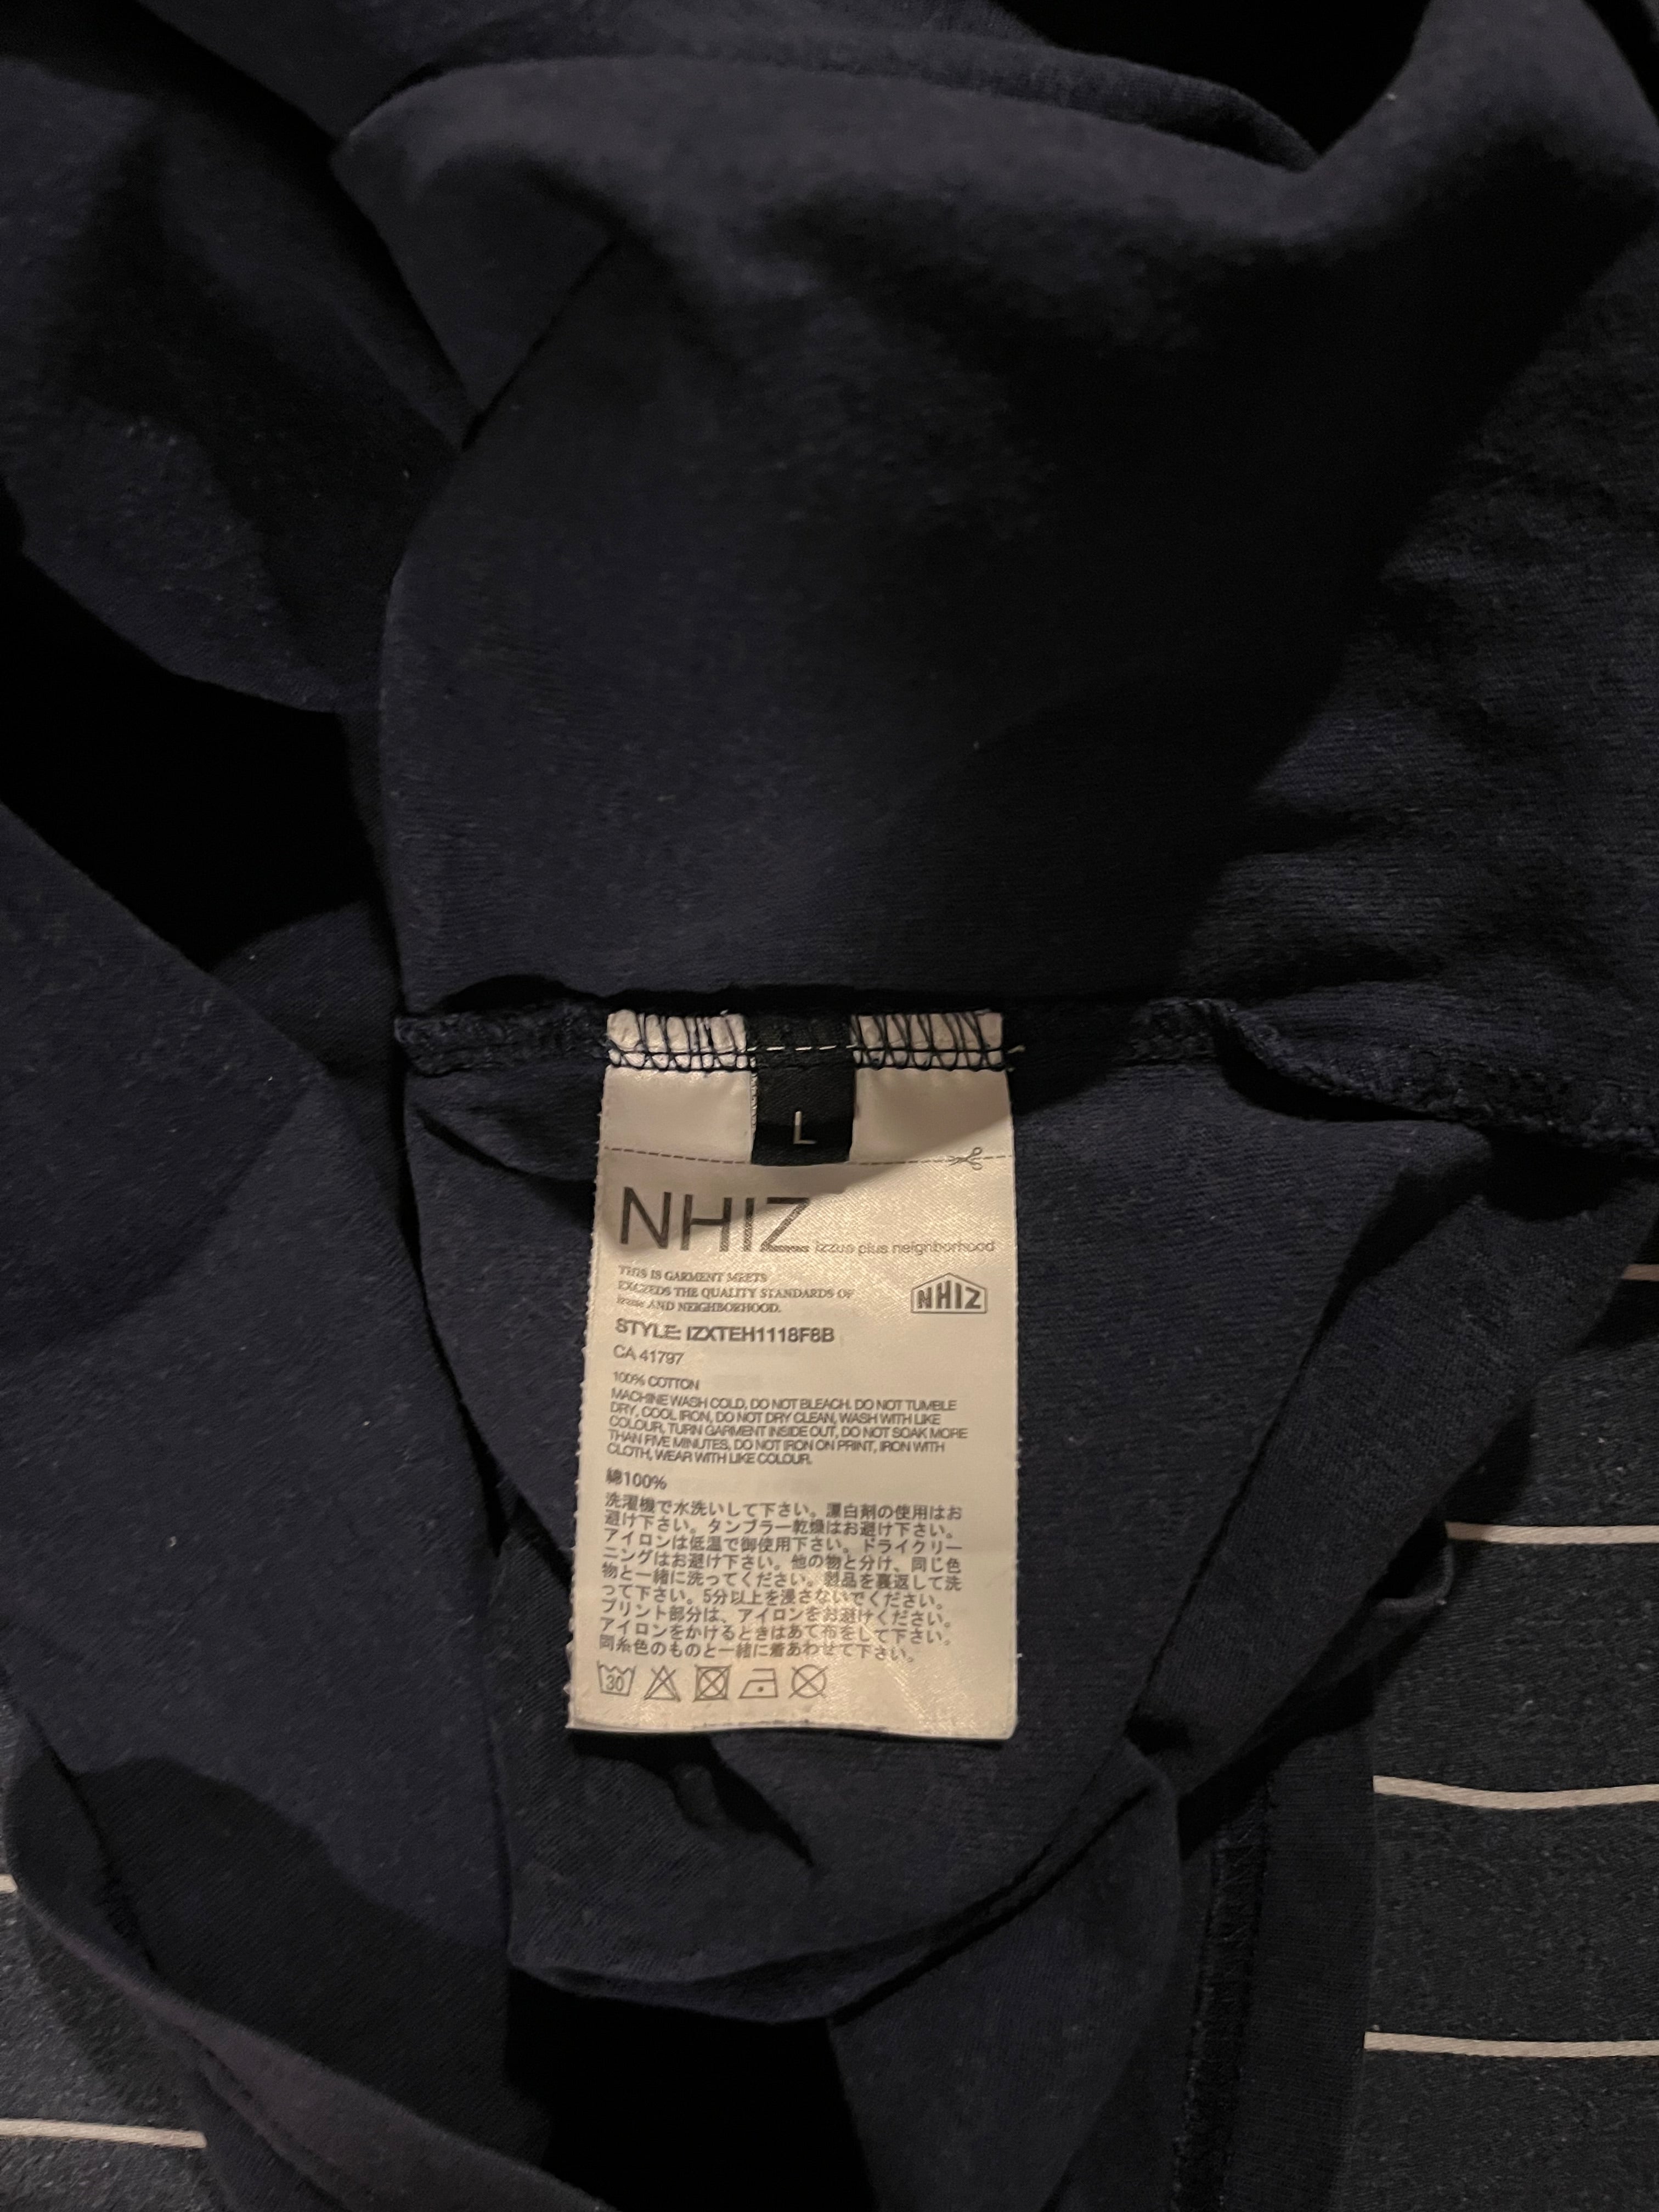 L
NHIZ izzue plus neighborhood
THIS IS GARMENT MEETS
EXCEEDS THE QUALITY STANDARDS OF
izzue AND NEIGHBORHOOD.
NHIZ
STYLE: IZXTEH1118F8B
CA 41797
100% COTTON
MACHINE WASH COLD, DO NOT BLEACH. DO NOT TUMBLE
DRY, COOL IRON, DO NOT DRY CLEAN, WASH WITH LIKE
COLOUR, TURN GARMENT INSIDE OUT, DO NOT SOAK MORE
THAN FIVE MINUTES, DO NOT IRON ON PRINT, IRON WITH
CLOTH, WEAR WITH LIKE COLOUR.
綿100%
洗濯機で水洗いして下さい。漂白剤の使用はお
避け下さい。タンブラー乾燥はお避け下さい。
アイロンは低温で御使用下さい。ドライクリー
ニングはお避け下さい。他の物と分け、同じ色
物と一緒に洗ってください。製品を裏返して洗
って下さい。5分以上を浸さないでください。
プリント部分は、アイロンをお避けください。
アイロンをかけるときはあて布をして下さい。
同系色のものと一緒に着あわせて下さい。
30